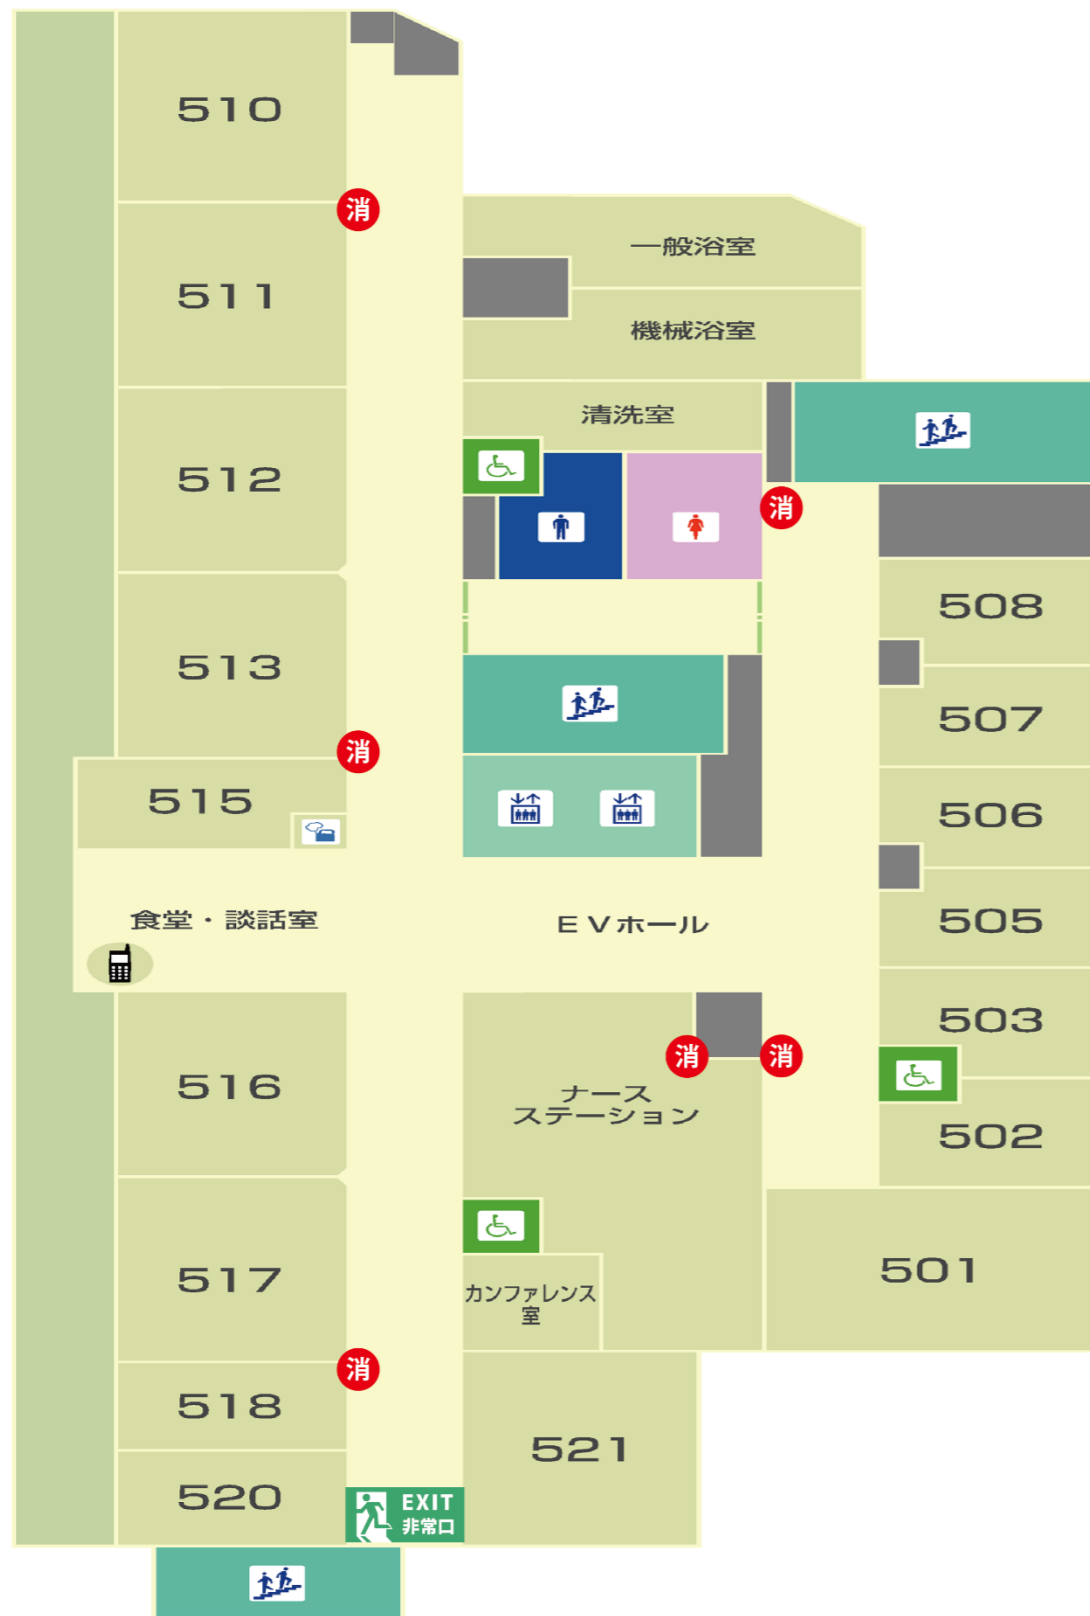 510
消
一般浴室
511
機械浴室
清洗室
512
消
508
513
507
消
515
506
食堂・談話室
EVホール
505
503
消
消
516
ナース
ステーション
502
517
カンファレンス
室
501
消
518
521
520
EXIT
非常口